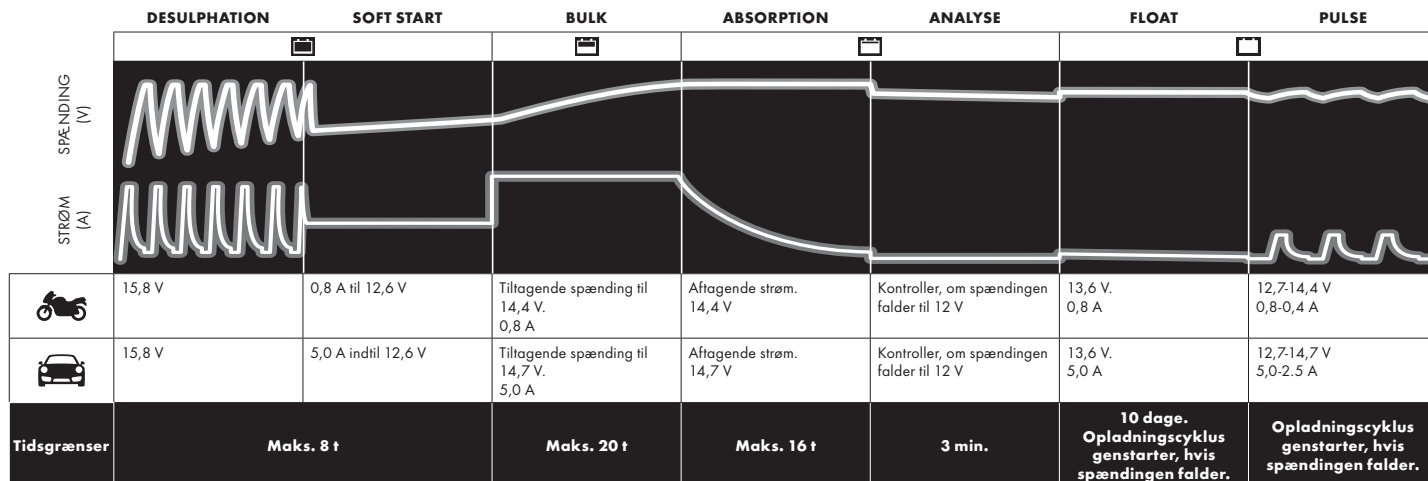 DESULPHATION SOFT START BULK ABSORPTION ANALYSE FLOAT PULSE
SPÆNDING
(V)
STRØM
(A)
15,8 V
0,8 A til 12,6 V
Tiltagende spænding til
14,4 V.
0,8 A
Aftagende strøm.
14,4 V
Kontroller, om spændingen
falder til 12 V
13,6 V.
0,8 A
12,7-14,4 V
0,8-0,4 A
15,8 V
5,0 A indtil 12,6 V
Tiltagende spænding til
14,7 V.
5,0 A
Aftagende strøm.
14,7 V
Kontroller, om spændingen
falder til 12 V
13,6 V.
5,0 A
12,7-14,7 V
5,0-2.5 A
Tidsgrænser
Maks. 8 t
Maks. 20 t
Maks. 16 t
3 min.
10 dage.
Opladningscyklus
genstarter, hvis
spændingen falder.
Opladningscyklus
genstarter, hvis
spændingen falder.